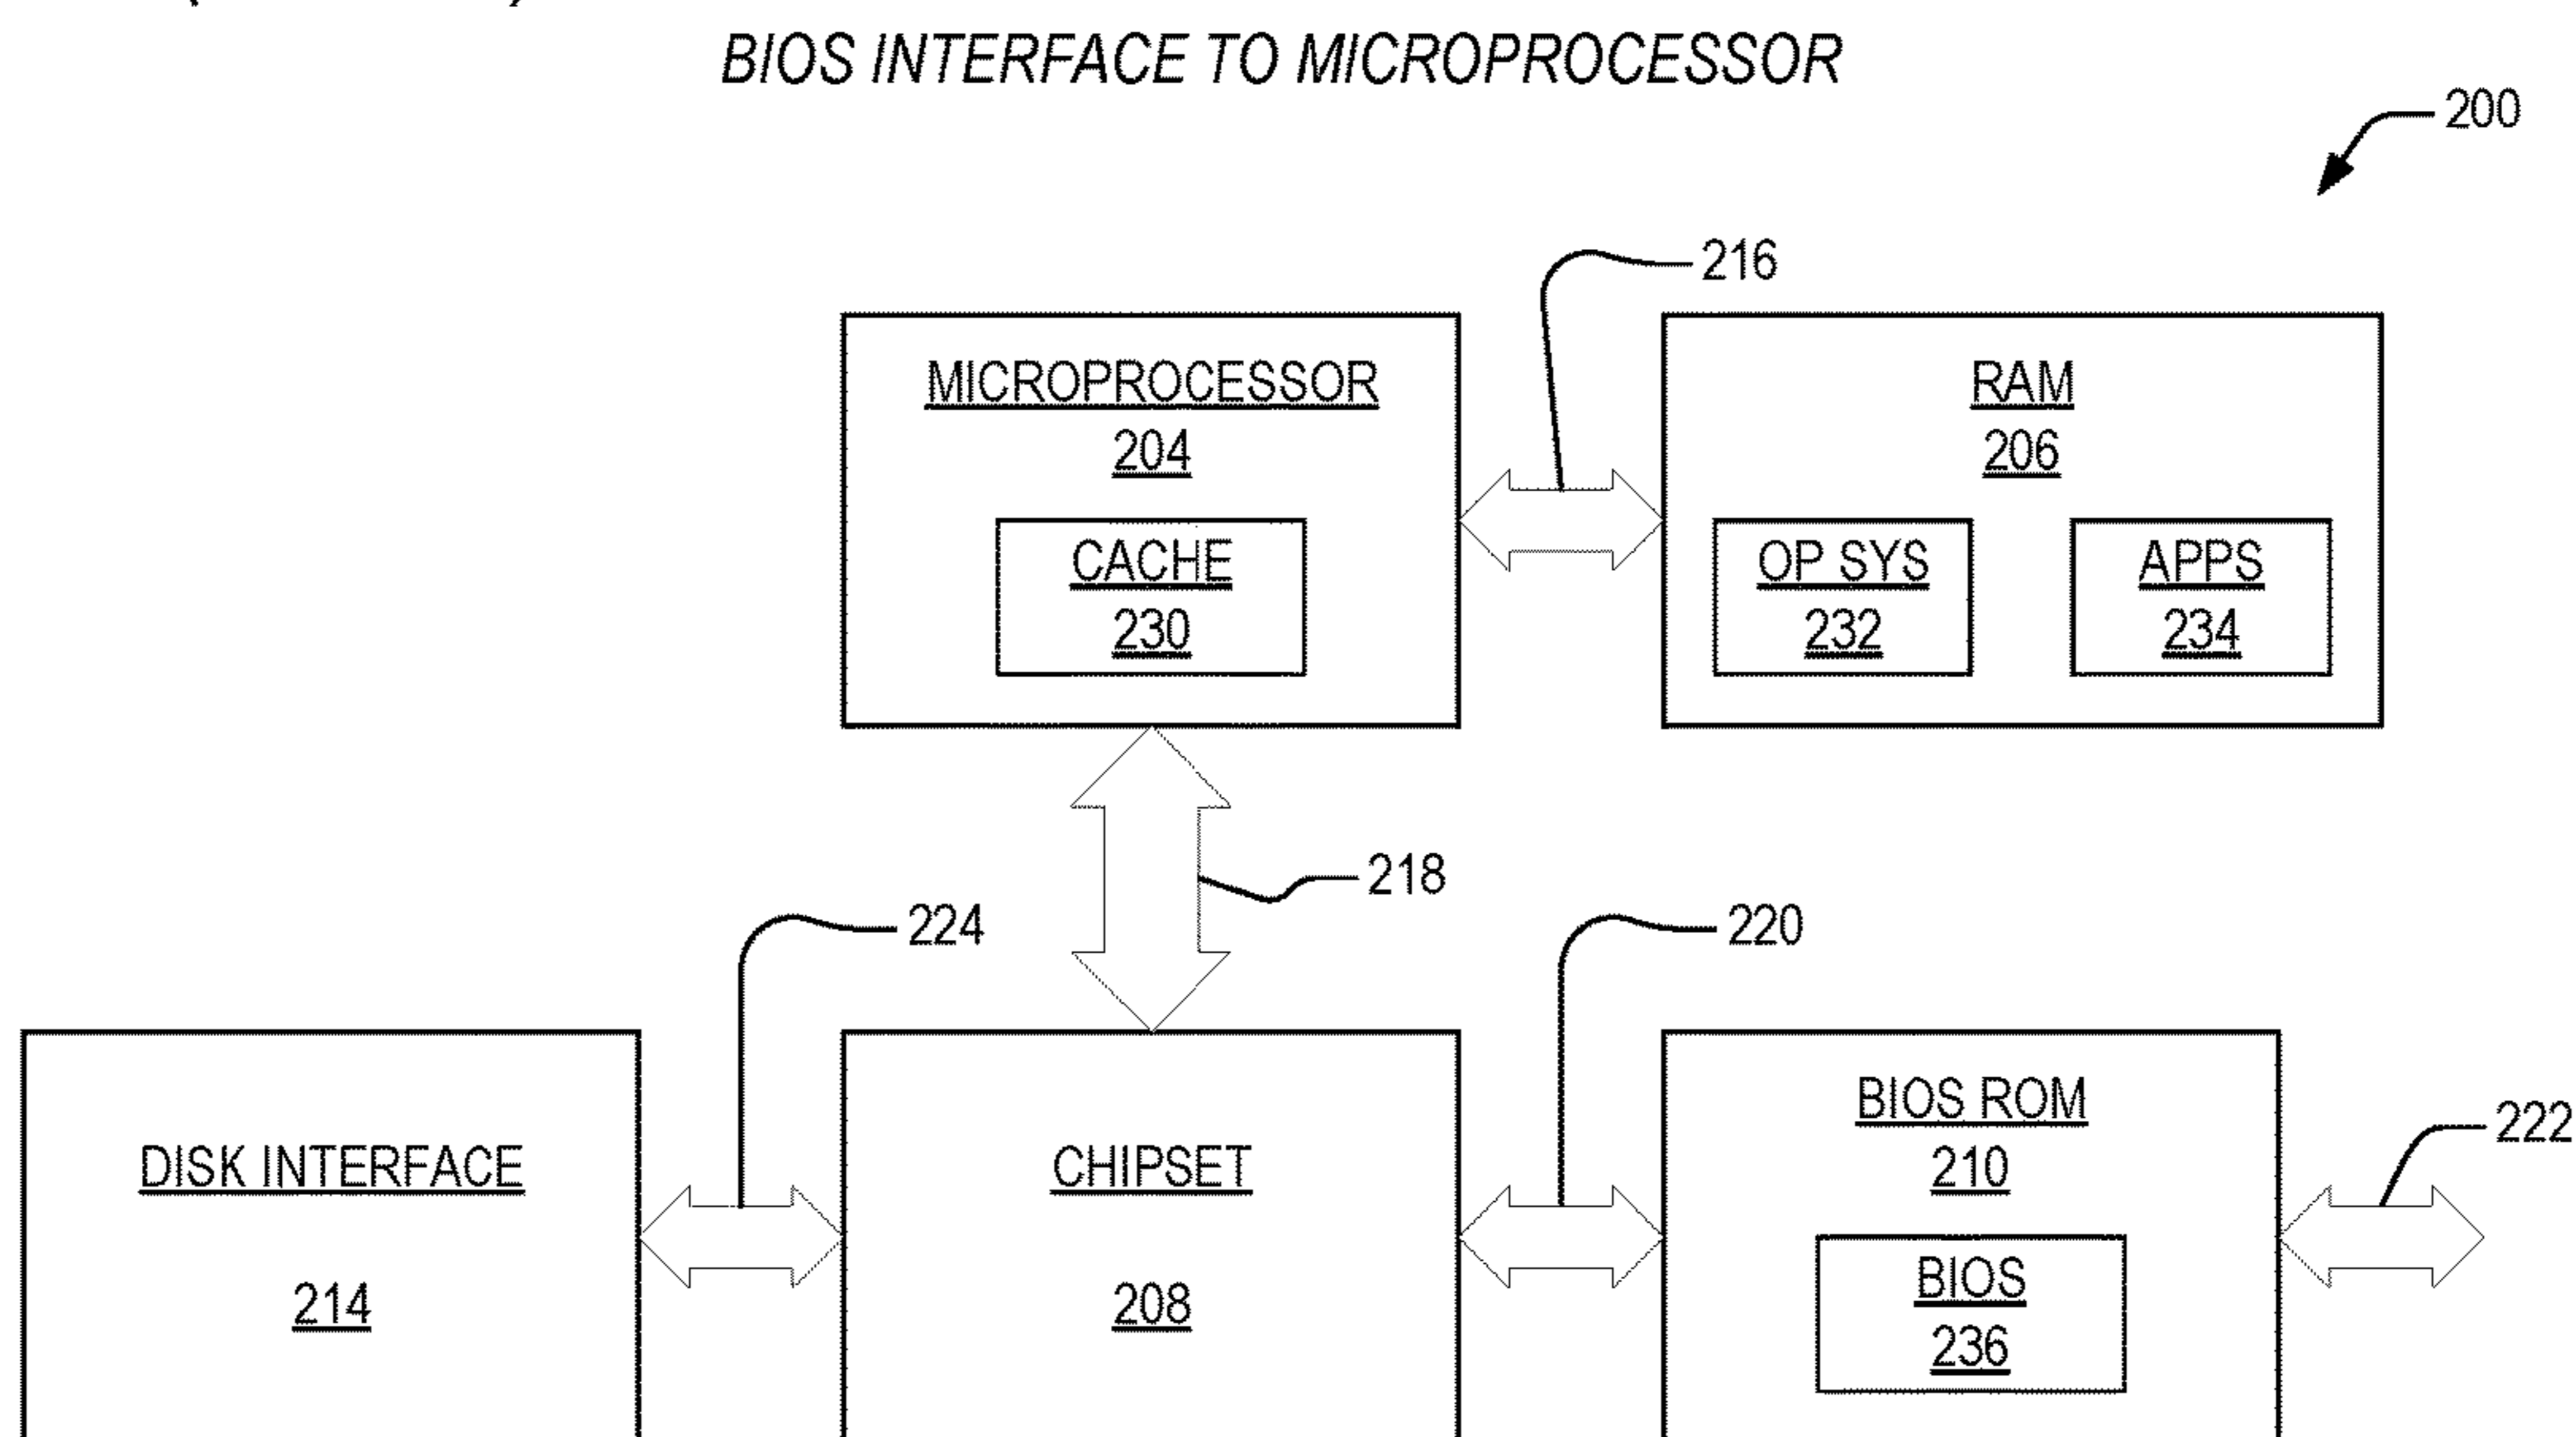 BIOS INTERFACE TO MICROPROCESSOR
200
216
MICROPROCESSOR
204
CACHE
230
RAM
206
OP SYS
232
APPS
234
218
224
220
DISK INTERFACE
214
CHIPSET
208
BIOS ROM
210
BIOS
236
222